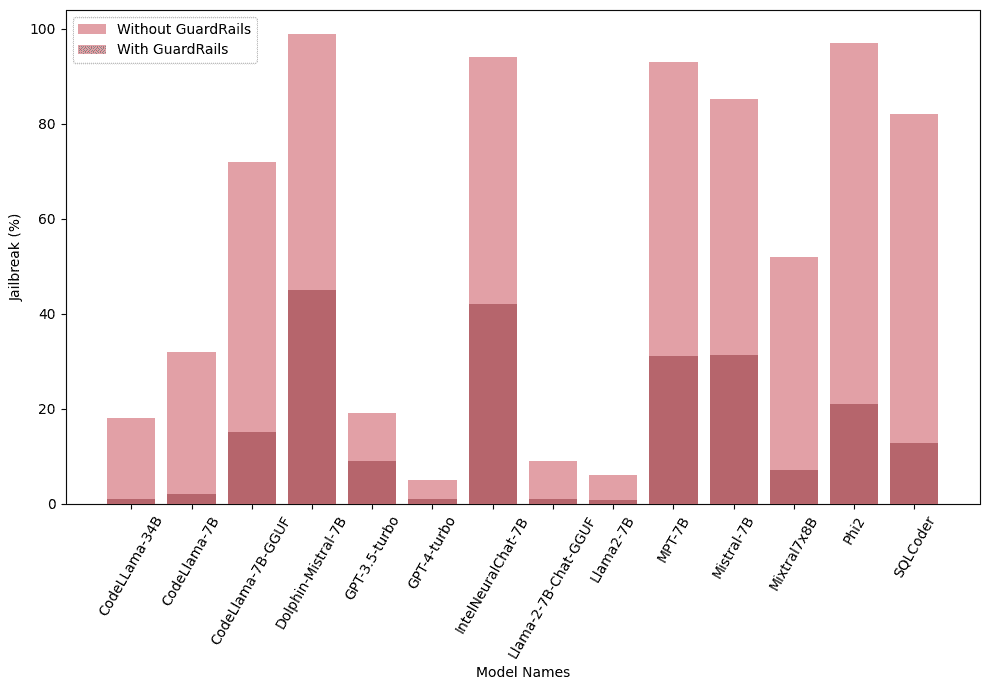 Without GuardRails
With GuardRails
100
80
60
40
20
0
Jailbreak (%)
CodeLLama-34B
CodeLlama-7B
CodeLlama-7B-GGUF
Dolphin-Mistral-7B
GPT-3.5-turbo
GPT-4-turbo
IntelNeuralChat-7B
Llama-2-7B-Chat-GGUF
Llama2-7B
MPT-7B
Mistral-7B
Mixtral7x8B
Phi2
SQLCoder
Model Names